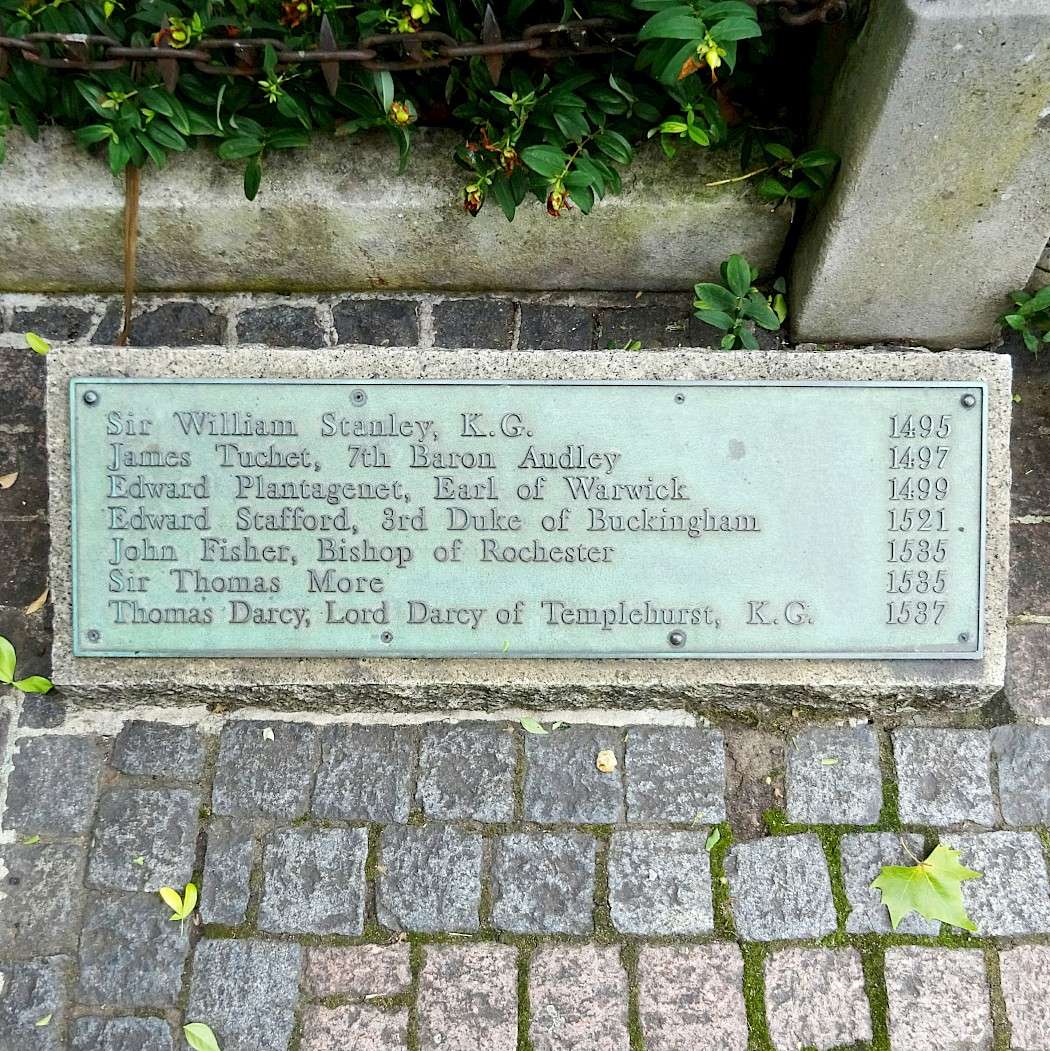 Sir William Stanley, K.G. 1495
James Tuchet, 7th Baron Audley 1497
Edward Plantagenet, Earl of Warwick 1499
Edward Stafford, 3rd Duke of Buckingham 1521
John Fisher, Bishop of Rochester 1535
Sir Thomas More 1535
Thomas Darcy, Lord Darcy of Templehurst, K.G. 1537